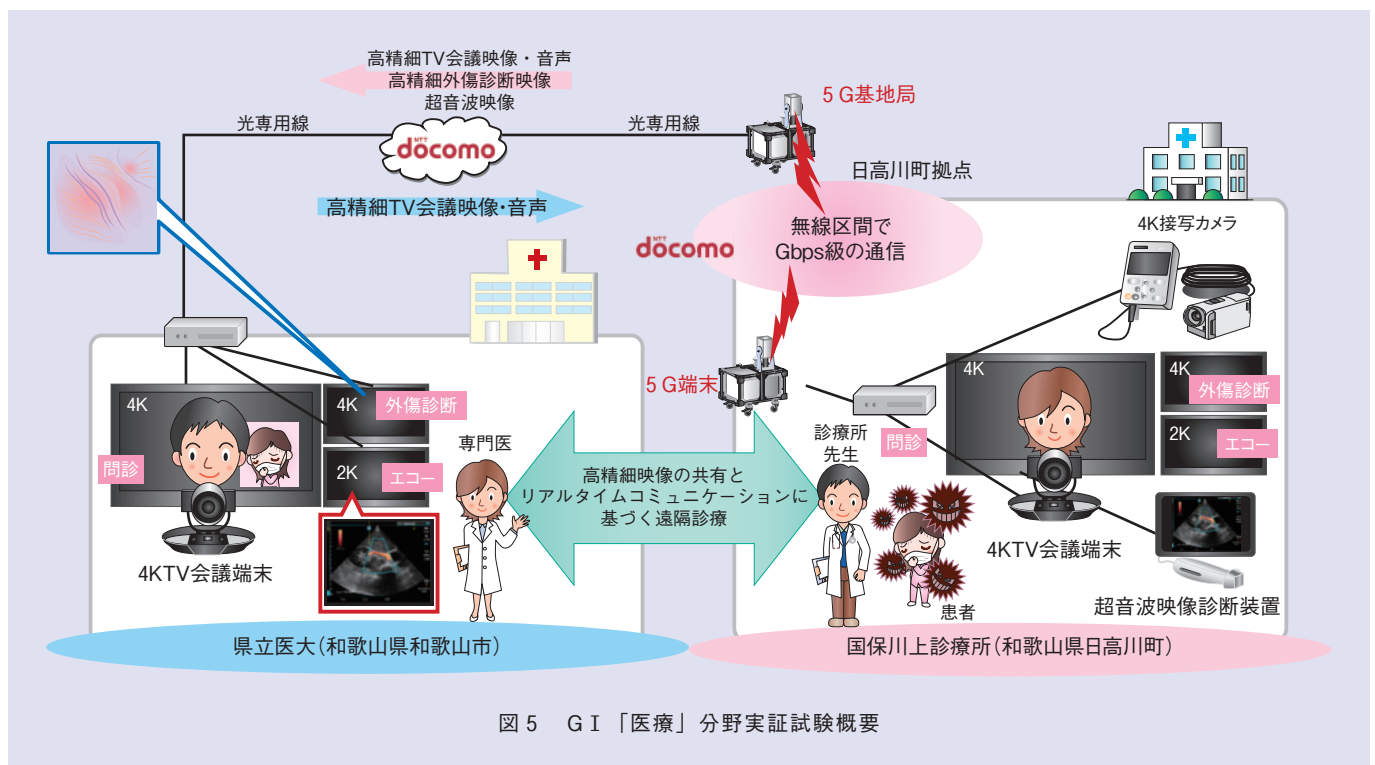 高精細TV会議映像・音声
高精細外傷診断映像
超音波映像
光専用線
NTT
döcomo
光専用線
5G基地局
高精細TV会議映像・音声
日高川町拠点
無線区間で
Gbps級の通信
NTT
döcomo
4K接写カメラ
5G端末
4K
問診
4K
外傷診断
2K
エコー
4KTV会議端末
専門医
高精細映像の共有と
リアルタイムコミュニケーションに
基づく遠隔診療
診療所
先生
問診
患者
4K
4K
外傷診断
2K
エコー
4KTV会議端末
超音波映像診断装置
県立医大(和歌山県和歌山市)
国保川上診療所(和歌山県日高川町)
図5 GI「医療」分野実証試験概要